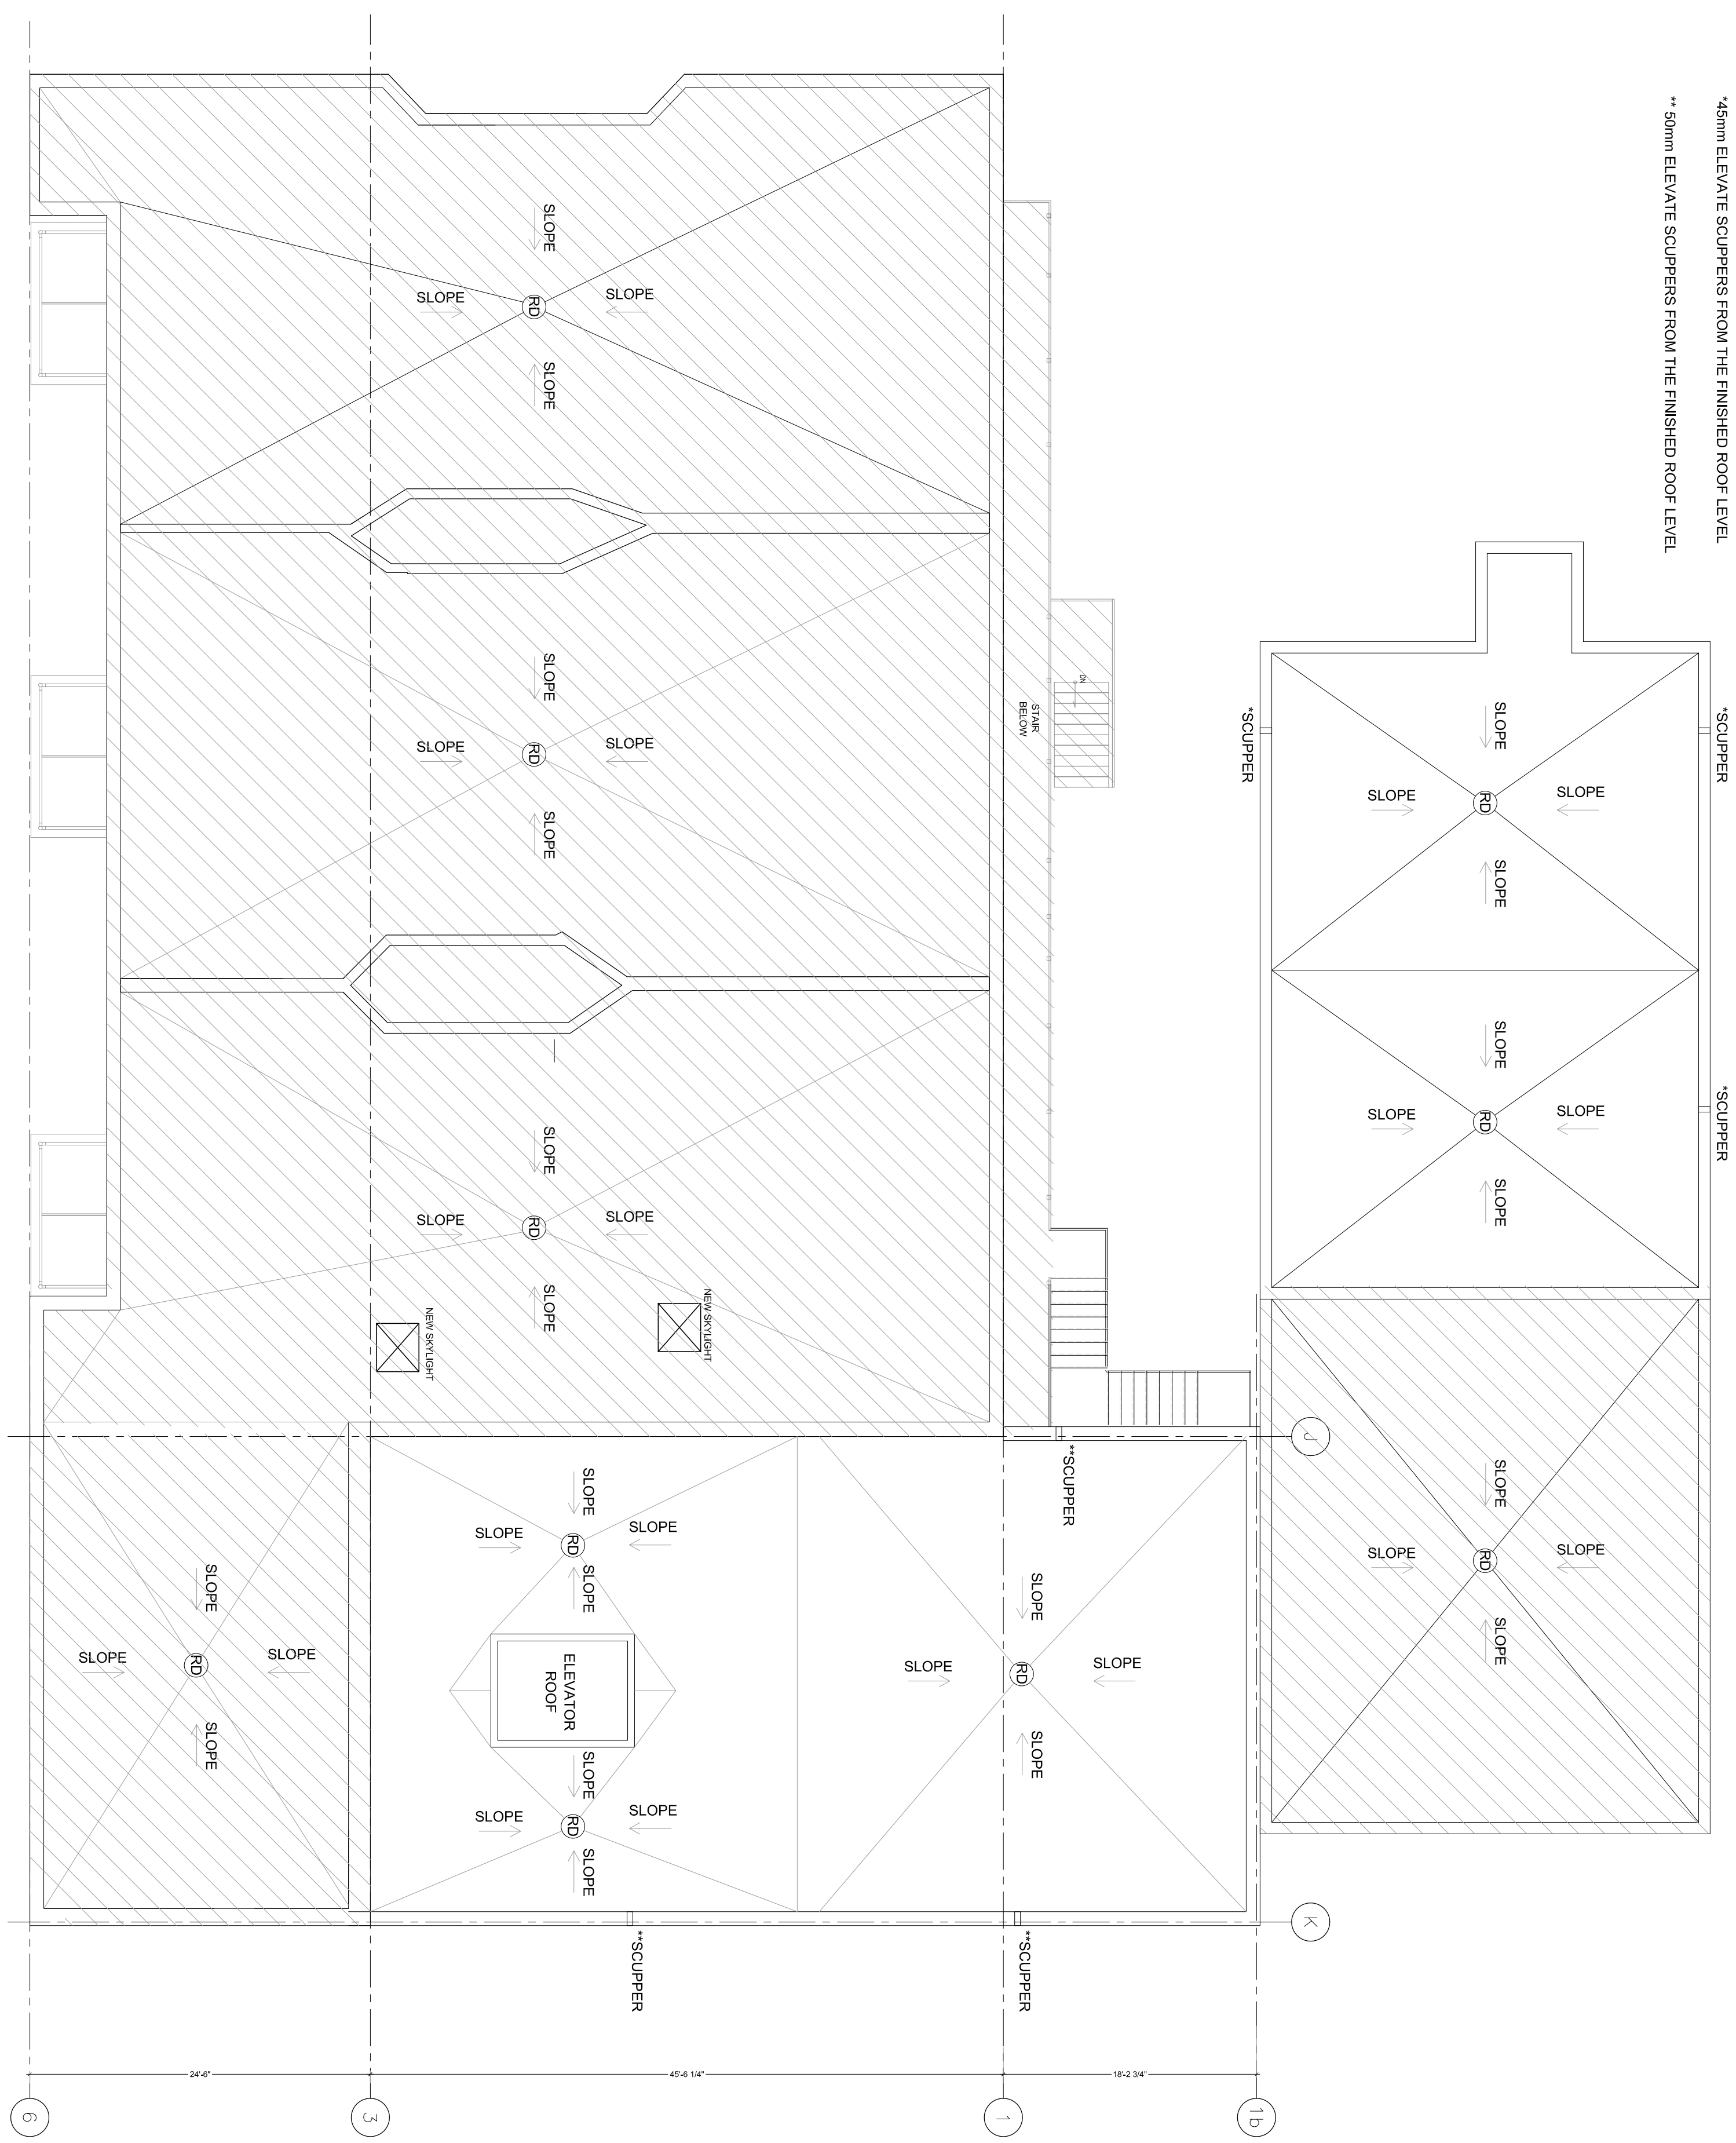 *45mm ELEVATE SCUPPERS FROM THE FINISHED ROOF LEVEL
** 50mm ELEVATE SCUPPERS FROM THE FINISHED ROOF LEVEL
SLOPE
SLOPE
RD
SLOPE
SLOPE
SLOPE
SLOPE
RD
SLOPE
SLOPE
DN
STAIR
BELOW
*SCUPPER
*SCUPPER
SLOPE
SLOPE
RD
SLOPE
SLOPE
*SCUPPER
SLOPE
SLOPE
RD
SLOPE
SLOPE
SLOPE
SLOPE
RD
SLOPE
SLOPE
NEW SKYLIGHT
NEW SKYLIGHT
J
**SCUPPER
SLOPE
SLOPE
RD
SLOPE
SLOPE
SLOPE
SLOPE
RD
SLOPE
SLOPE
ELEVATOR
ROOF
SLOPE
SLOPE
RD
SLOPE
SLOPE
SLOPE
SLOPE
RD
SLOPE
SLOPE
SLOPE
SLOPE
RD
SLOPE
SLOPE
K
**SCUPPER
**SCUPPER
24'-6"
45'-6 1/4"
18'-2 3/4"
6
3
1
1b